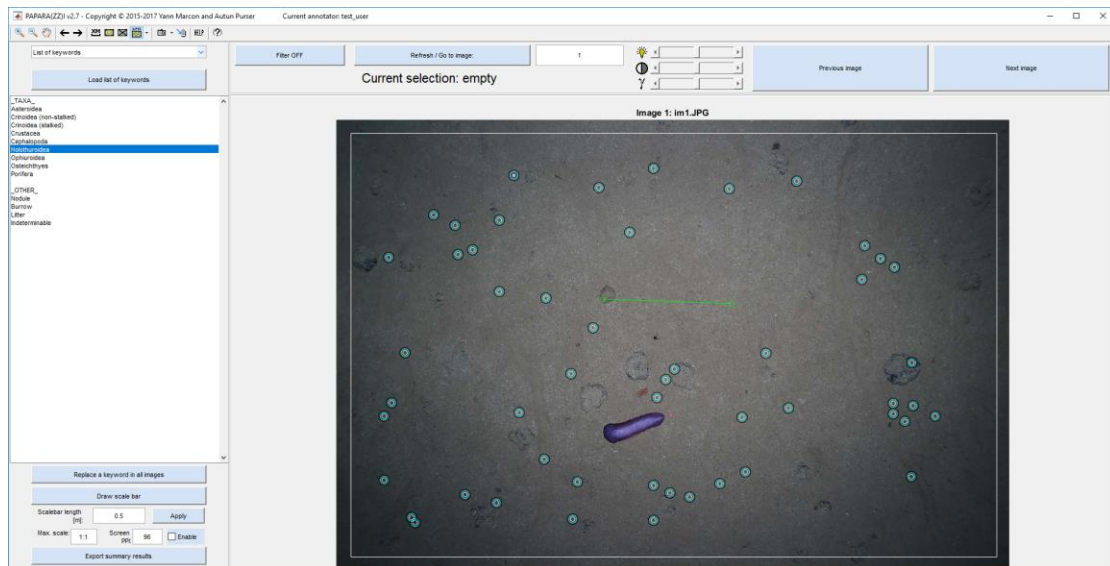 PAPARA(ZZ)I v2.7 - Copyright © 2015-2017 Yann Marcon and Autun Purser Current annotator: test_user
HELP
List of keywords
Load list of keywords
Filter OFF
Refresh / Go to image:
1
Current selection: empty
γ
Previous image
Next image
_TAXA_
Asteroidea
Crinoidea (non-stalked)
Crinoidea (stalked)
Crustacea
Cephalopoda
Holothuroidea
Ophiuroidea
Osteichthyes
Porifera
_OTHER_
Nodule
Burrow
Litter
Indeterminable
Image 1: im1.JPG
Replace a keyword in all images
Draw scale bar
Scalebar length [m]:
0.5
Apply
Max. scale:
1:1
Screen PPI:
96
Enable
Export summary results